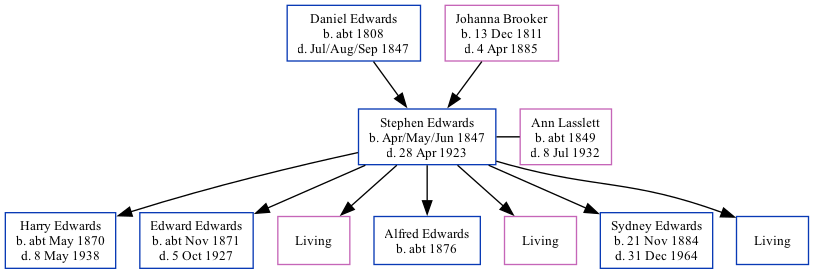 Daniel Edwards
b. abt 1808
d. Jul/Aug/Sep 1847
Johanna Brooker
b. 13 Dec 1811
d. 4 Apr 1885
Stephen Edwards
b. Apr/May/Jun 1847
d. 28 Apr 1923
Ann Lasslett
b. abt 1849
d. 8 Jul 1932
Harry Edwards
b. abt May 1870
d. 8 May 1938
Edward Edwards
b. abt Nov 1871
d. 5 Oct 1927
Living
Alfred Edwards
b. abt 1876
Living
Sydney Edwards
b. 21 Nov 1884
d. 31 Dec 1964
Living